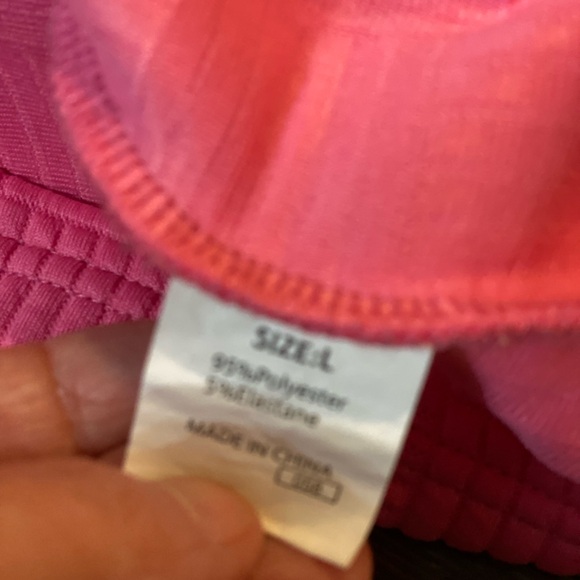 SIZE:L
95%Polyester
5%Elastane
MADE IN CHINA